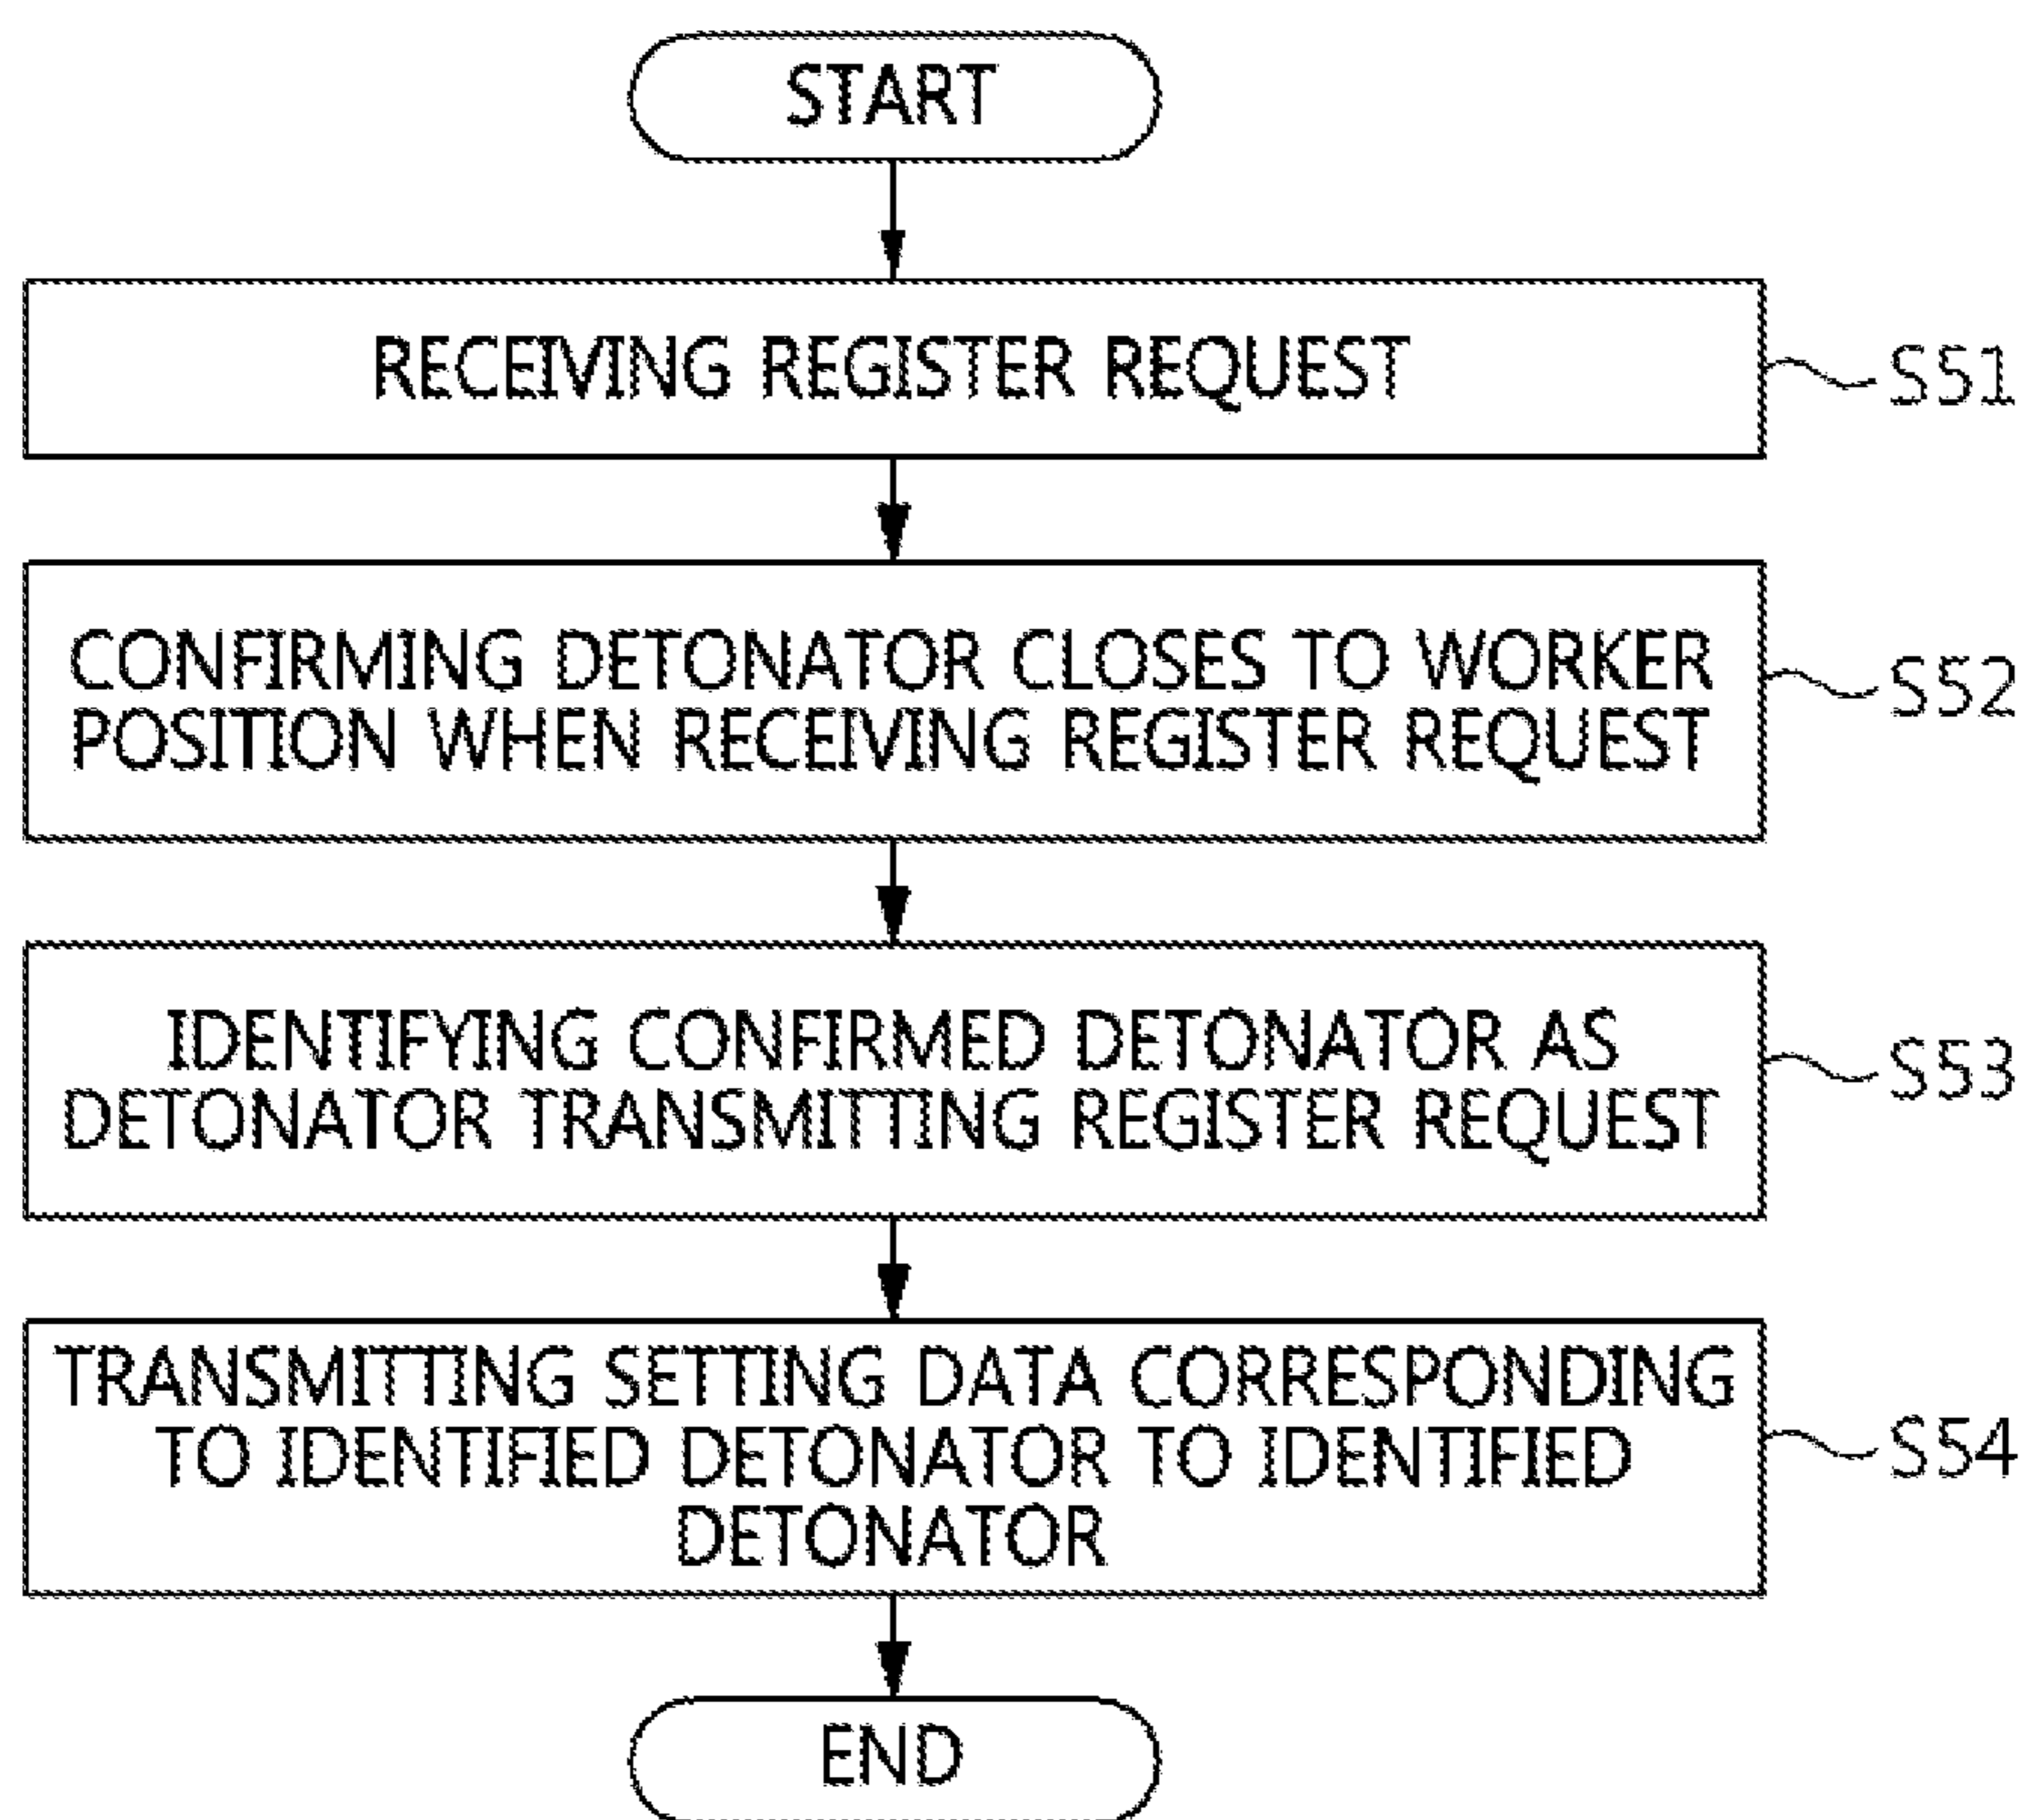 START
RECEIVING REGISTER REQUEST
S51
CONFIRMING DETONATOR CLOSES TO WORKER
POSITION WHEN RECEIVING REGISTER REQUEST
S52
IDENTIFYING CONFIRMED DETONATOR AS
DETONATOR TRANSMITTING REGISTER REQUEST
S53
TRANSMITTING SETTING DATA CORRESPONDING
TO IDENTIFIED DETONATOR TO IDENTIFIED
DETONATOR
S54
END